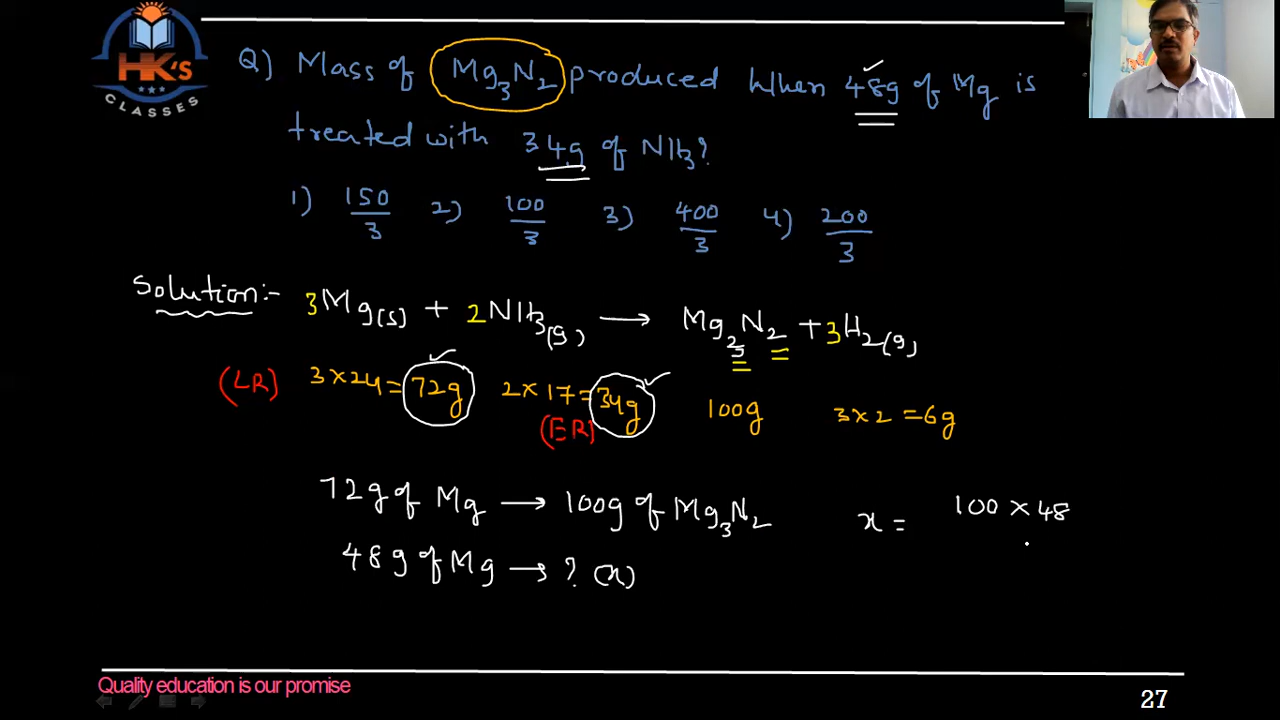 HK's
CLASSES
Q) Mass of Mg₃N₂ produced when 48g of Mg is
treated with 34g of NH₃?
1) 150/3 2) 100/3 3) 400/3 4) 200/3
Solution:- 3Mg(s) + 2NH₃(g) → Mg₃N₂ + 3H₂(g)
(LR) 3×24=72g 2×17=34g 100g 3×2=6g
(ER)
72g of Mg → 100g of Mg₃N₂ x = 100×48
48g of Mg → ? (x)
Quality education is our promise
27